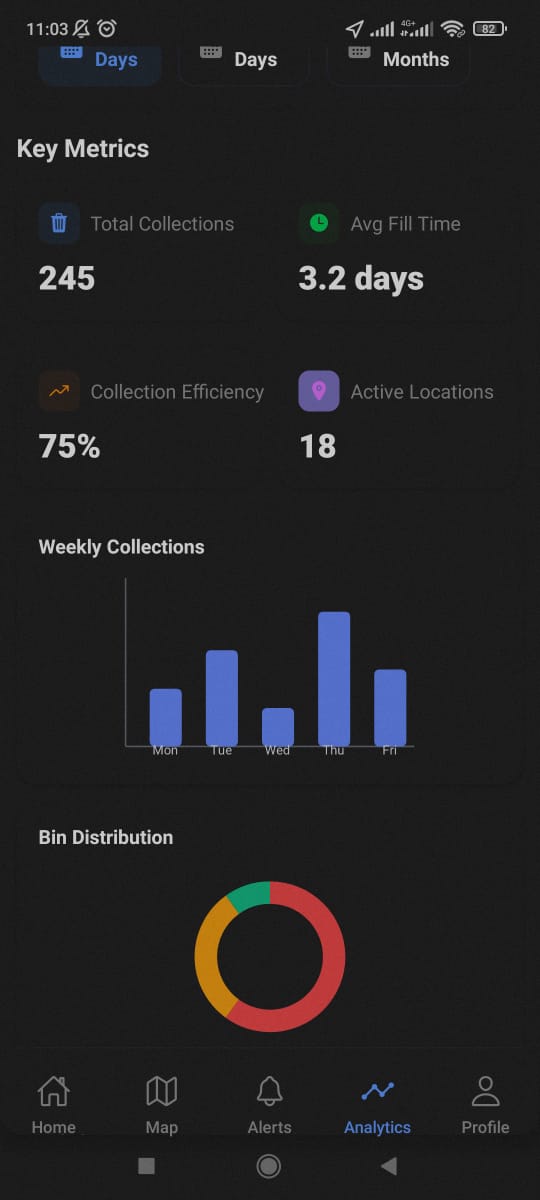 11:03 4G+ 82
Days Days Months
Key Metrics
Total Collections Avg Fill Time
245 3.2 days
Collection Efficiency Active Locations
75% 18
Weekly Collections
Mon Tue Wed Thu Fri
Bin Distribution
Home Map Alerts Analytics Profile